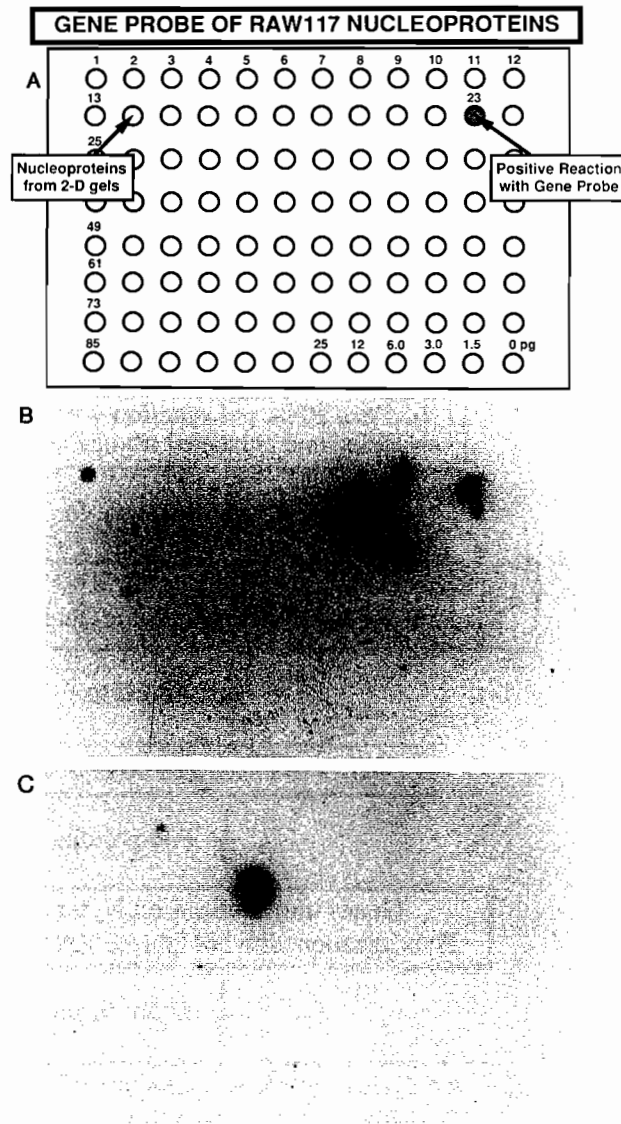 GENE PROBE OF RAW117 NUCLEOPROTEINS
A
1 2 3 4 5 6 7 8 9 10 11 12
13 23
25
Nucleoproteins
from 2-D gels
Positive Reaction
with Gene Probe
49
61
73
85 25 12 6.0 3.0 1.5 0 pg
B
C